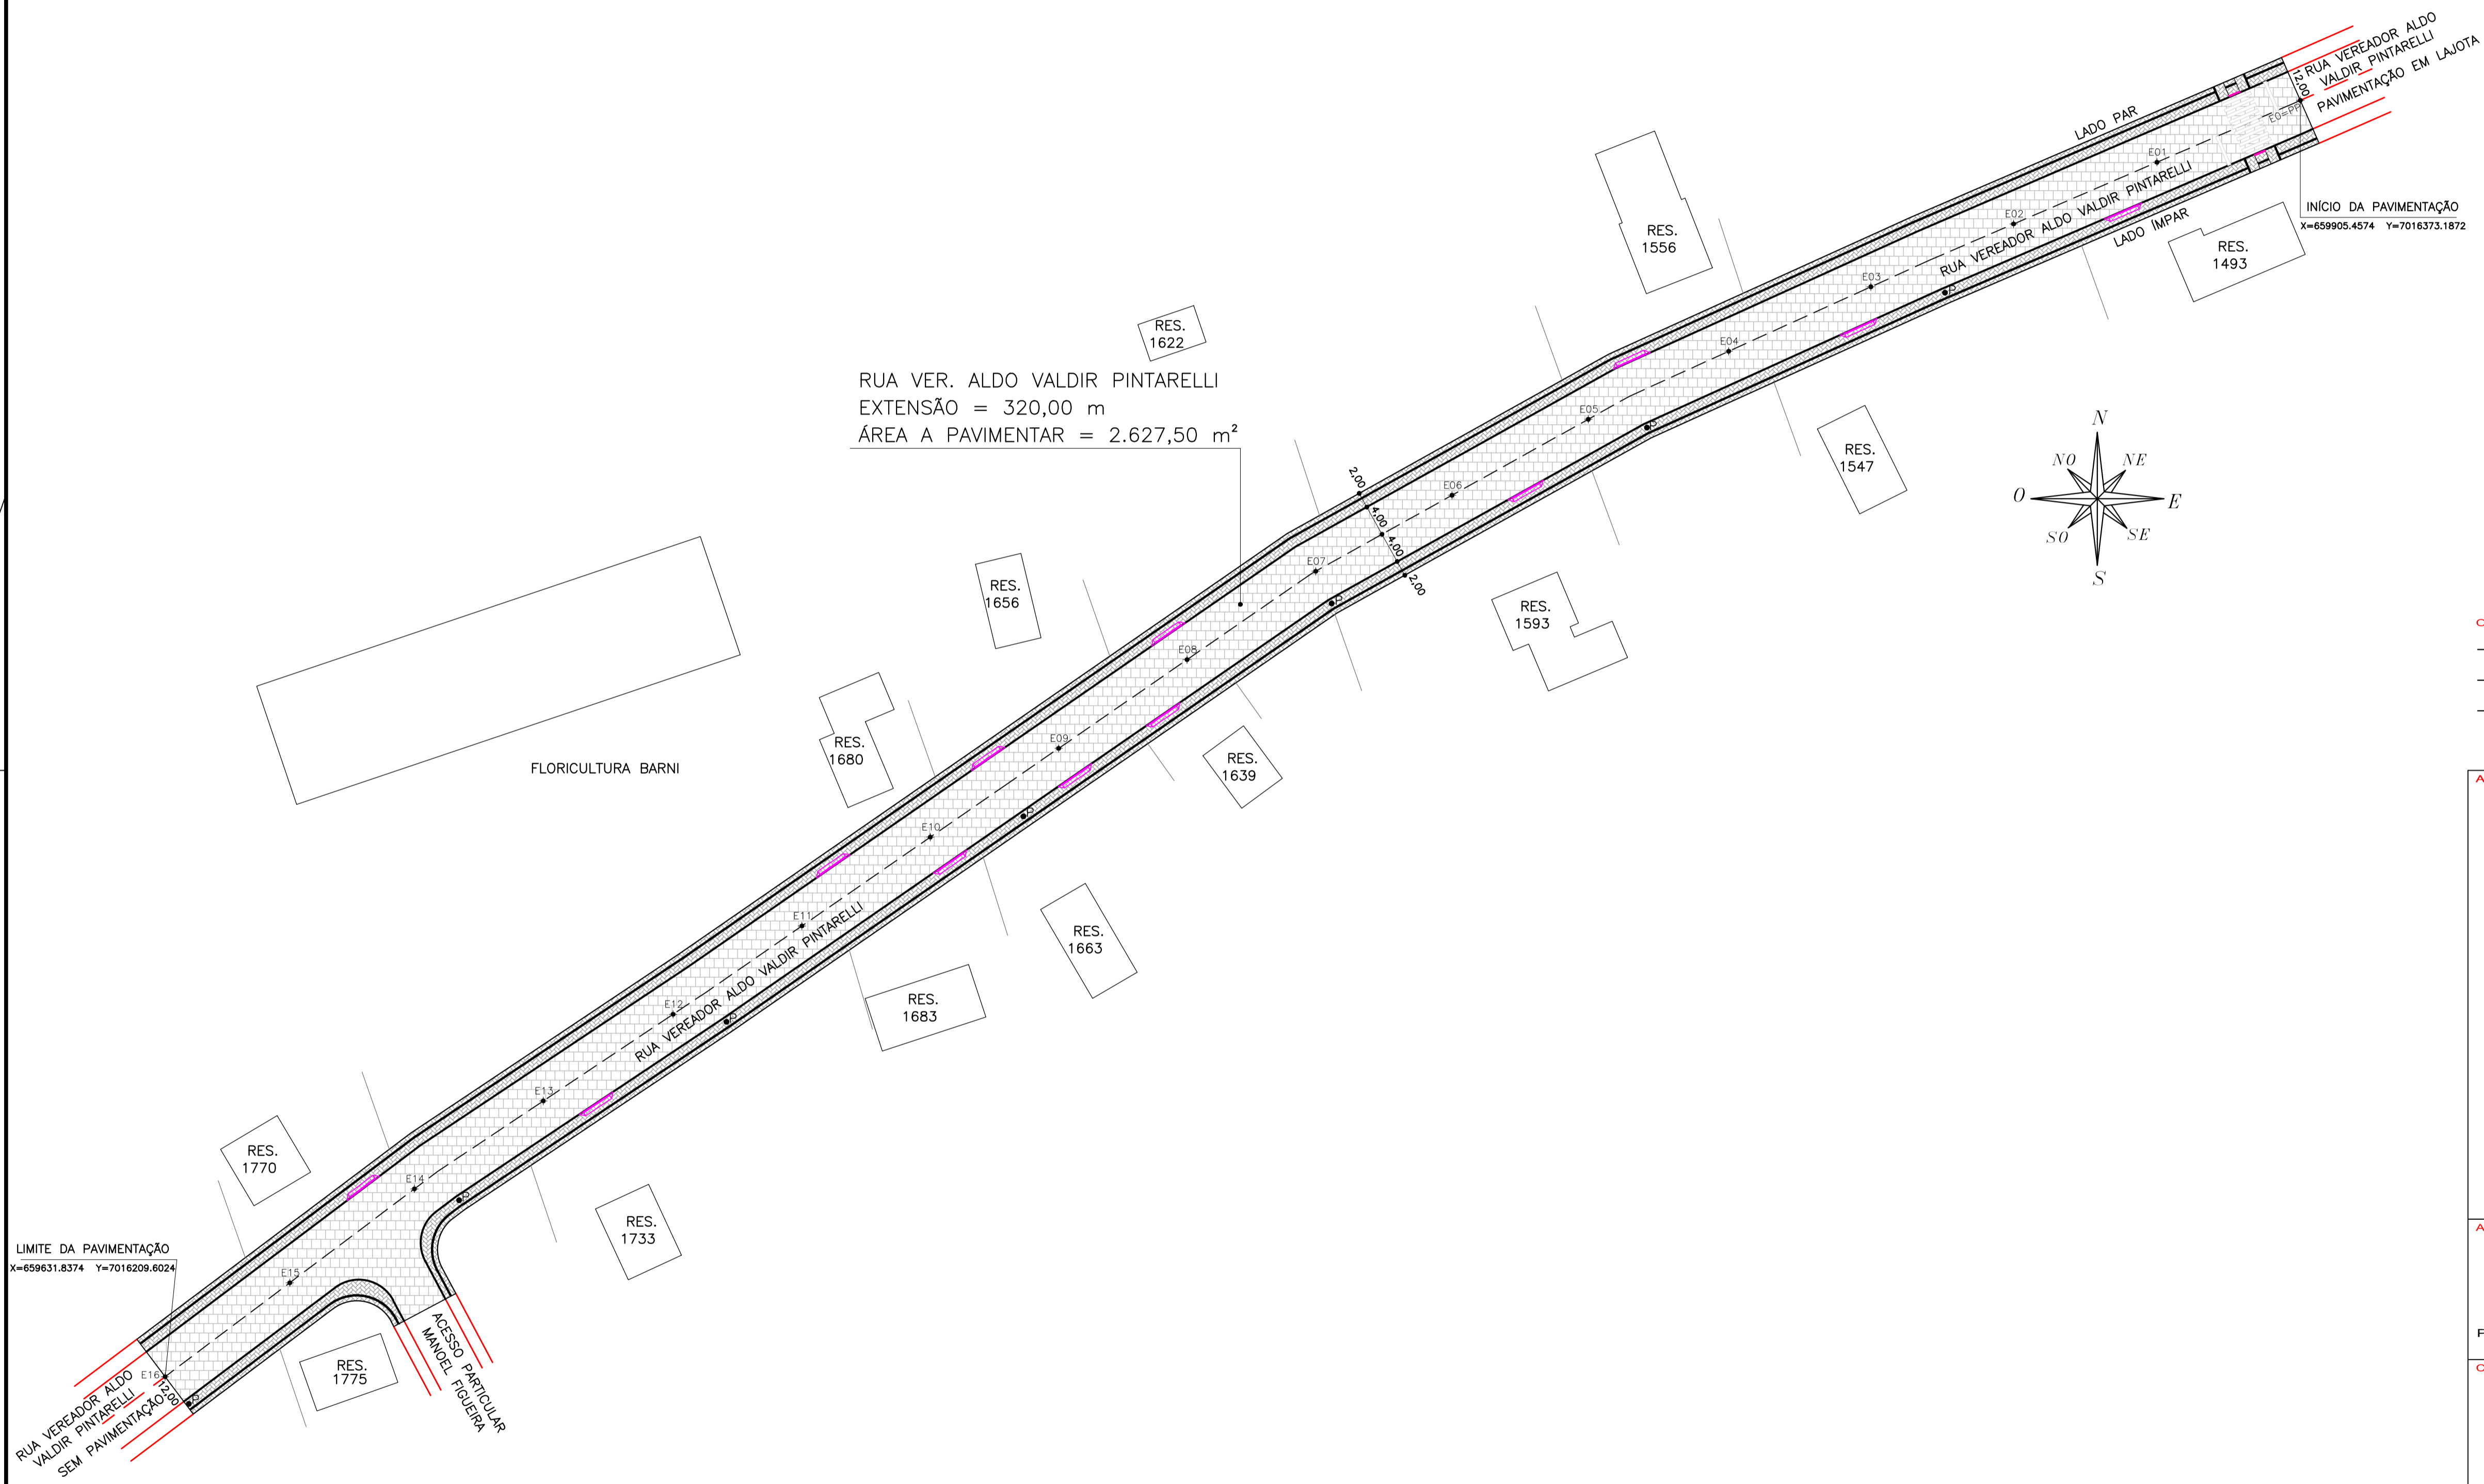 RUA VEREADOR ALDO
VALDIR PINTARELLI
PAVIMENTAÇÃO EM LAJOTA
12,00
E0=PP
LADO PAR
E01
INÍCIO DA PAVIMENTAÇÃO
X=659905.4574 Y=7016373.1872
E02
RUA VEREADOR ALDO VALDIR PINTARELLI
LADO ÍMPAR
RES.
1556
RES.
1493
E03
P
RES.
1622
E04
RUA VER. ALDO VALDIR PINTARELLI
EXTENSÃO = 320,00 m
ÁREA A PAVIMENTAR = 2.627,50 m²
E05
P
RES.
1547
N
NO
NE
O
E
SO
SE
S
2,00
4,00
4,00
2,00
E06
E07
P
RES.
1656
RES.
1593
E08
RES.
1680
FLORICULTURA BARNI
E09
RES.
1639
P
E10
E11
RUA VEREADOR ALDO VALDIR PINTARELLI
RES.
1663
RES.
1683
E12
P
E13
RES.
1770
E14
P
RES.
1733
LIMITE DA PAVIMENTAÇÃO
X=659631.8374 Y=7016209.6024
E15
ACESSO PARTICULAR
MANOEL FIGUEIRA
RES.
1775
E16
12,00
P
RUA VEREADOR ALDO
VALDIR PINTARELLI
SEM PAVIMENTAÇÃO